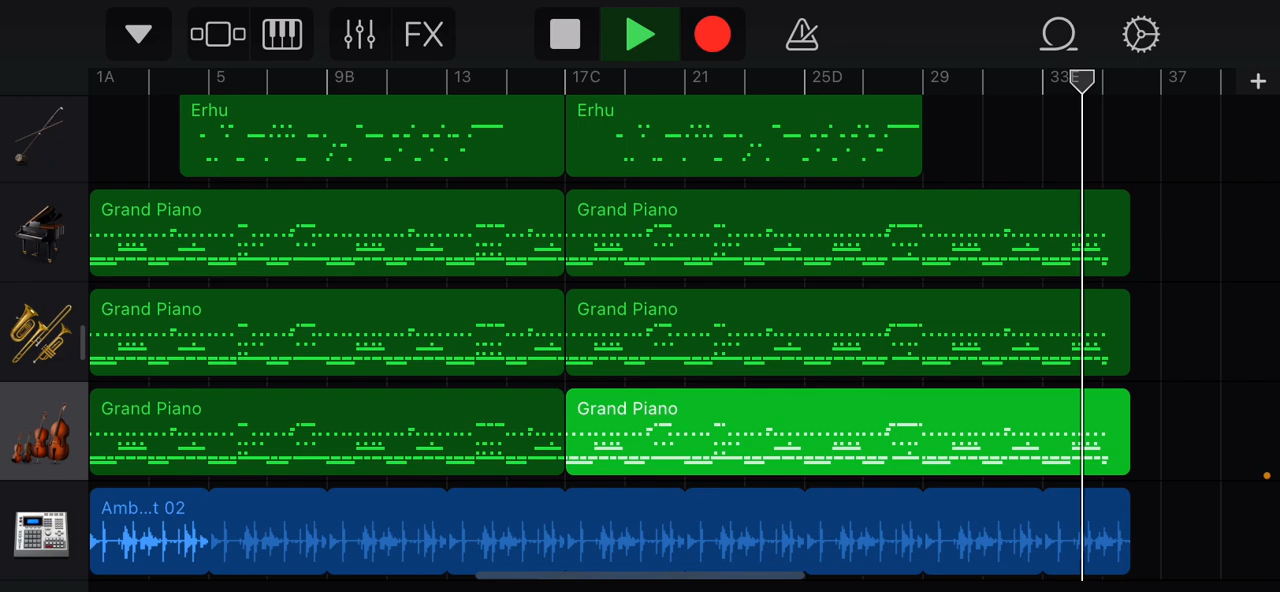 FX
1A 5 9B 13 17C 21 25D 29 33E 37 +
Erhu Erhu
Grand Piano Grand Piano
Grand Piano Grand Piano
Grand Piano Grand Piano
Amb...t 02